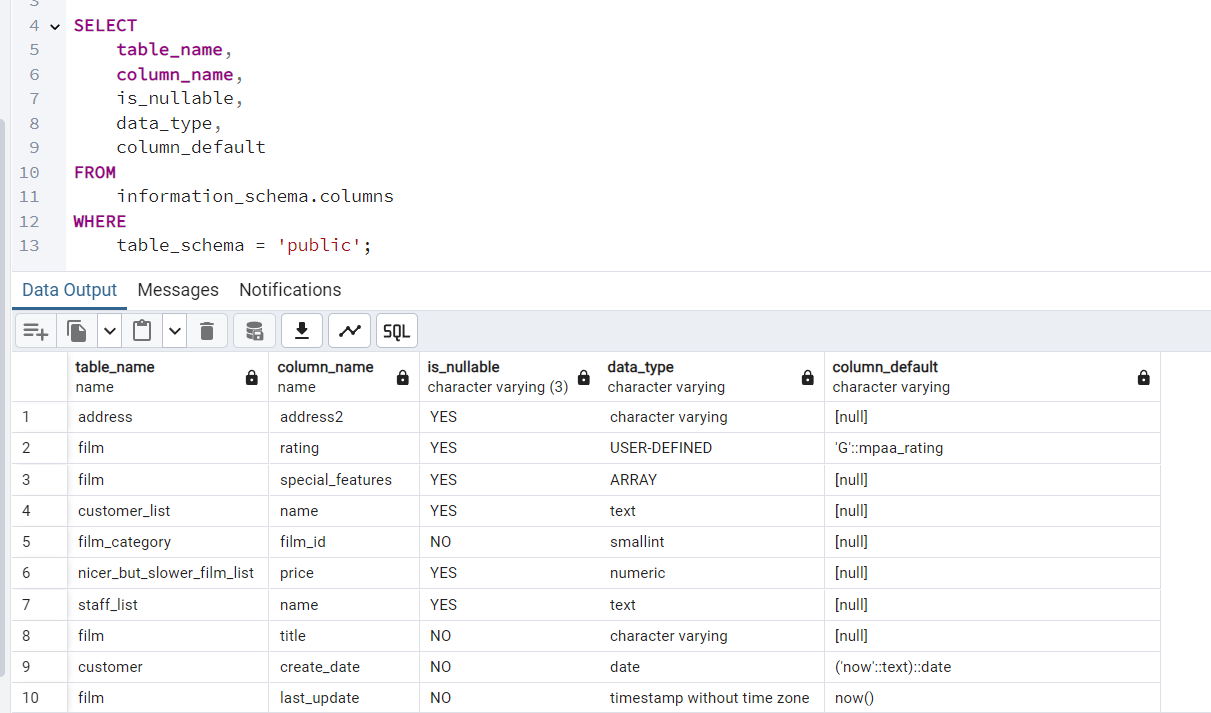 3
4 SELECT
5 table_name,
6 column_name,
7 is_nullable,
8 data_type,
9 column_default
10 FROM
11 information_schema.columns
12 WHERE
13 table_schema = 'public';
Data Output Messages Notifications
SQL
table_name column_name is_nullable data_type column_default
name name character varying (3) character varying character varying
1 address address2 YES character varying [null]
2 film rating YES USER-DEFINED 'G'::mpaa_rating
3 film special_features YES ARRAY [null]
4 customer_list name YES text [null]
5 film_category film_id NO smallint [null]
6 nicer_but_slower_film_list price YES numeric [null]
7 staff_list name YES text [null]
8 film title NO character varying [null]
9 customer create_date NO date ('now'::text)::date
10 film last_update NO timestamp without time zone now()